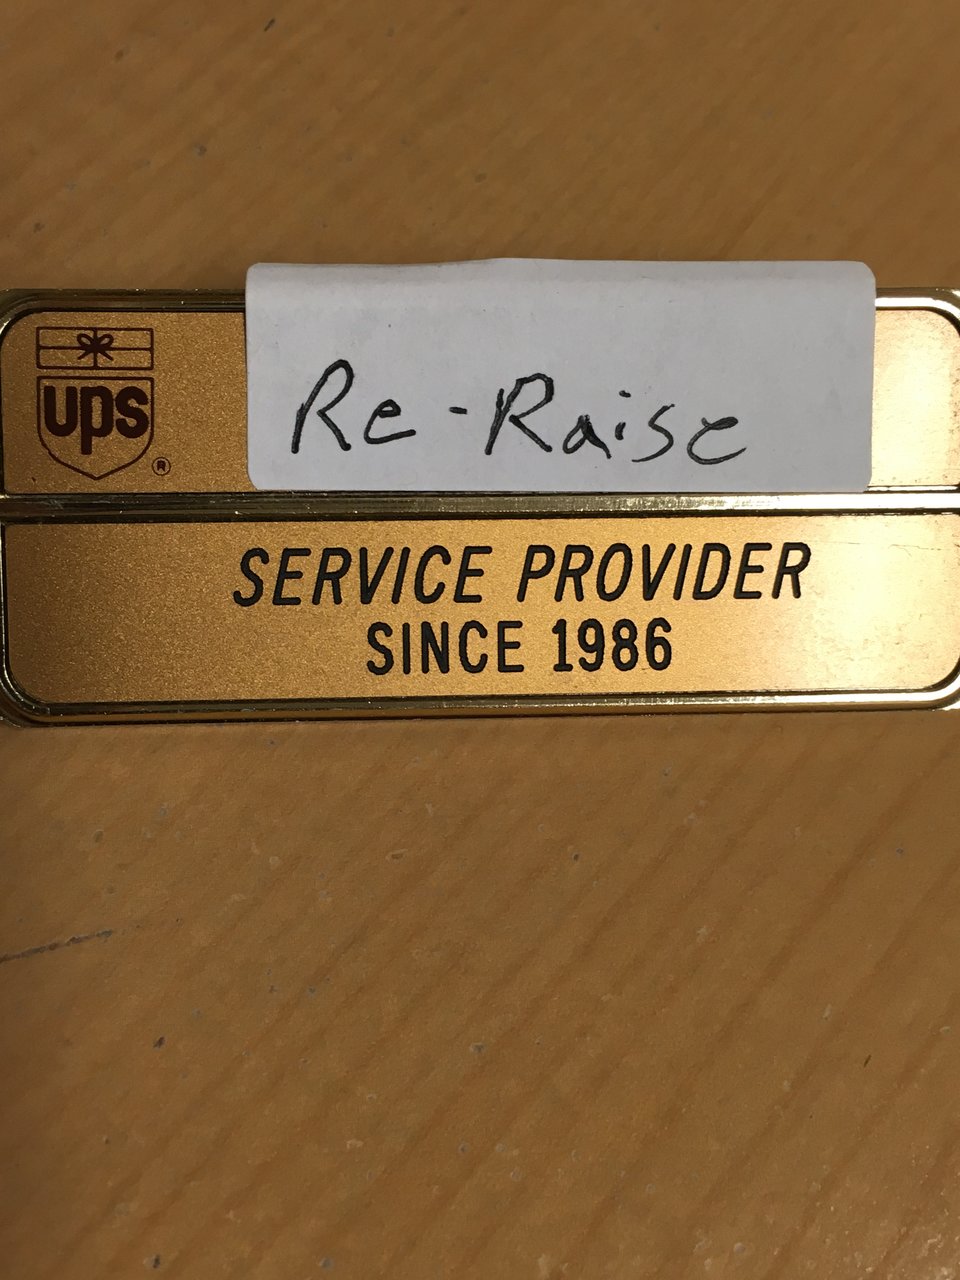 Re-Raise
ups
®
SERVICE PROVIDER
SINCE 1986